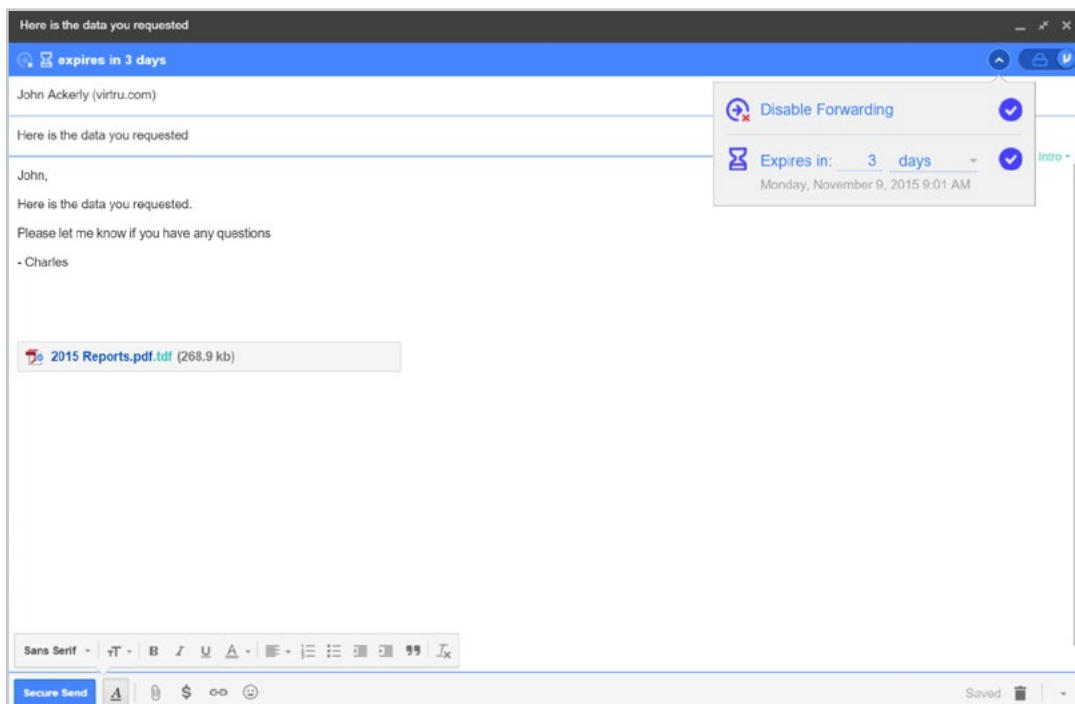 Here is the data you requested
expires in 3 days
John Ackerly (virtru.com)
Disable Forwarding
Here is the data you requested
Expires in: 3 days
Intro
Monday, November 9, 2015 9:01 AM
John,
Here is the data you requested.
Please let me know if you have any questions
- Charles
2015 Reports.pdf.tdf (268.9 kb)
Sans Serif
Secure Send
Saved